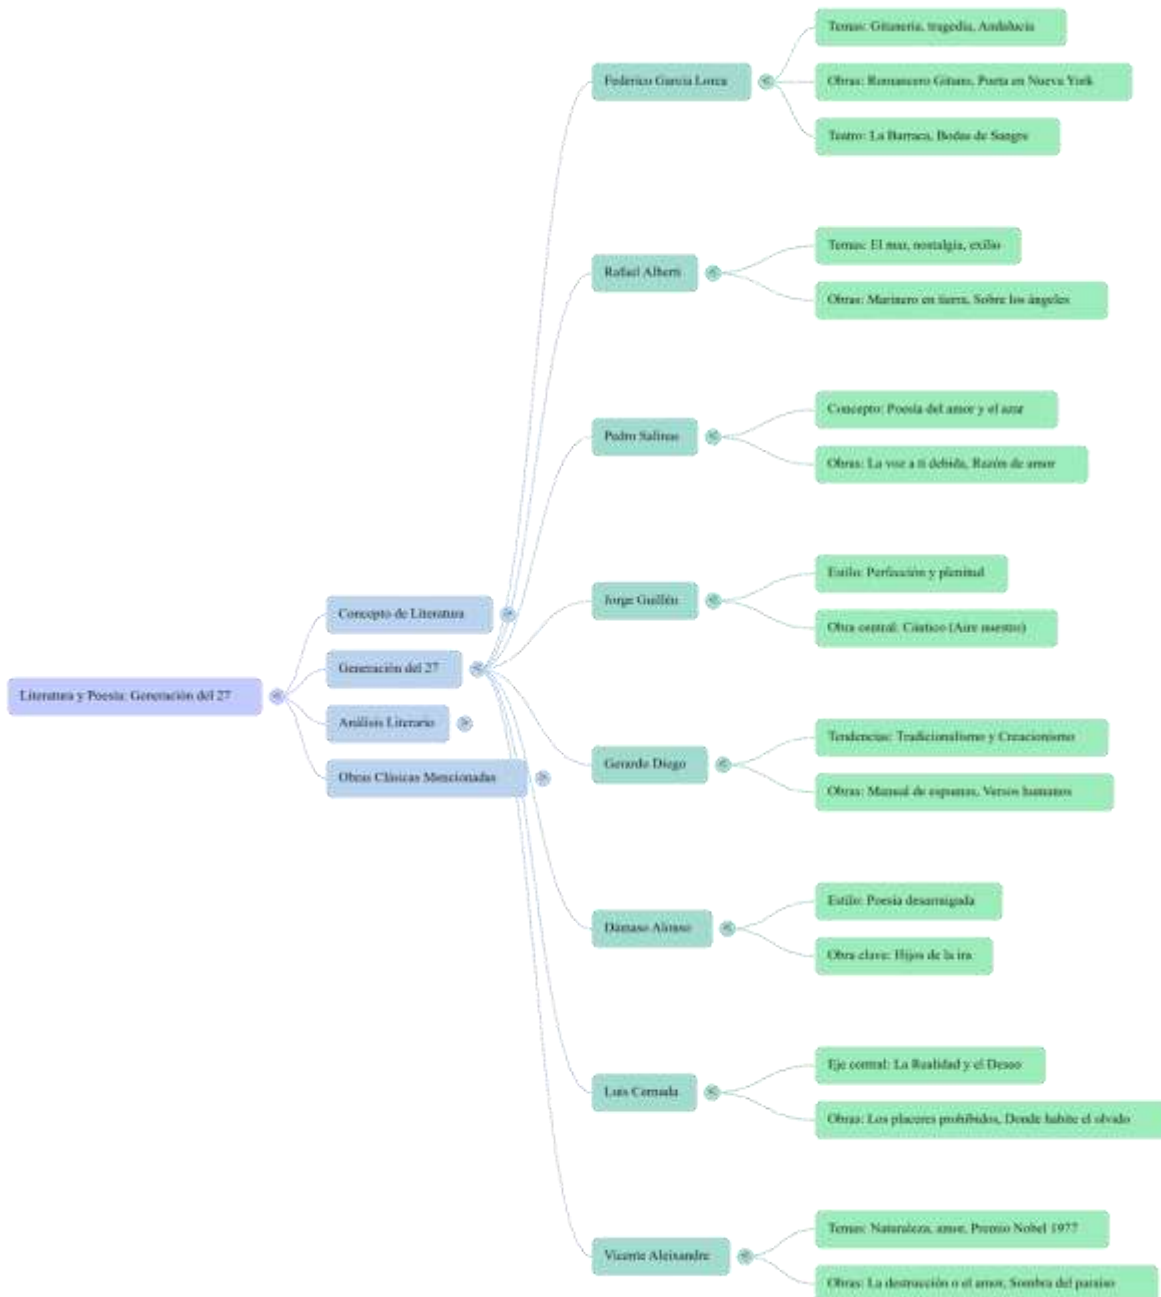 Literatura y Poesía: Generación del 27
Concepto de Literatura
Generación del 27
Análisis Literario
Obras Clásicas Mencionadas
Federico García Lorca
Temas: Gitanería, tragedia, Andalucía
Obras: Romancero Gitano, Poeta en Nueva York
Teatro: La Barraca, Bodas de Sangre
Rafael Alberti
Temas: El mar, nostalgia, exilio
Obras: Marinero en tierra, Sobre los ángeles
Pedro Salinas
Concepto: Poesía del amor y el azar
Obras: La voz a ti debida, Razón de amor
Jorge Guillén
Estilo: Perfección y plenitud
Obra central: Cántico (Aire nuestro)
Gerardo Diego
Tendencias: Tradicionalismo y Creacionismo
Obras: Manual de espumas, Versos humanos
Dámaso Alonso
Estilo: Poesía desarraigada
Obra clave: Hijos de la ira
Luis Cernuda
Eje central: La Realidad y el Deseo
Obras: Los placeres prohibidos, Donde habite el olvido
Vicente Aleixandre
Temas: Naturaleza, amor, Premio Nobel 1977
Obras: La destrucción o el amor, Sombra del paraíso